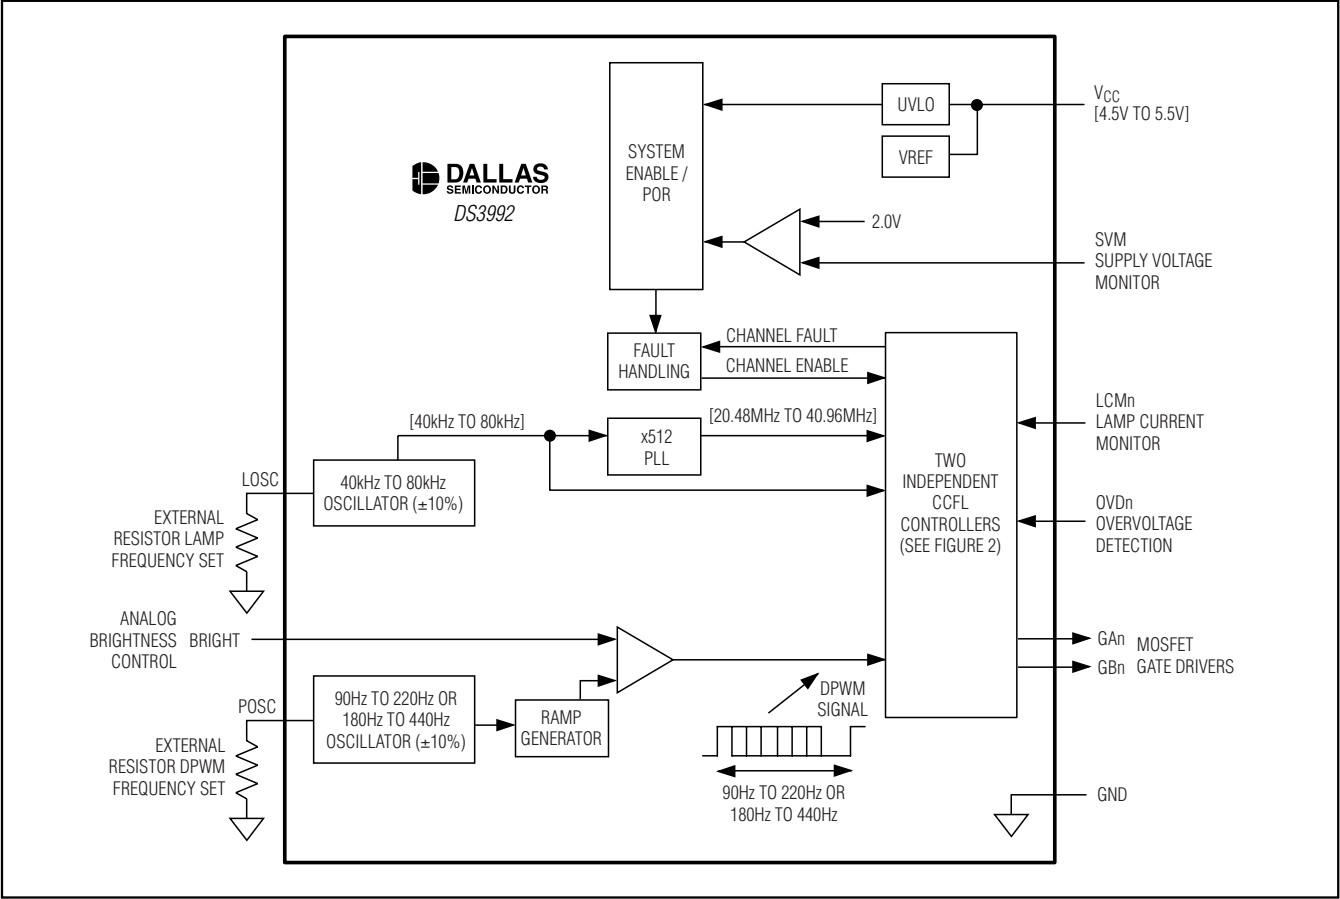 UVLO
V_CC
[4.5V TO 5.5V]
VREF
SYSTEM
ENABLE /
POR
DALLAS
SEMICONDUCTOR
DS3992
2.0V
SVM
SUPPLY VOLTAGE
MONITOR
FAULT
HANDLING
CHANNEL FAULT
CHANNEL ENABLE
[40kHz TO 80kHz]
x512
PLL
[20.48MHz TO 40.96MHz]
LCMn
LAMP CURRENT
MONITOR
LOSC
40kHz TO 80kHz
OSCILLATOR (±10%)
TWO
INDEPENDENT
CCFL
CONTROLLERS
(SEE FIGURE 2)
OVDn
OVERVOLTAGE
DETECTION
EXTERNAL
RESISTOR LAMP
FREQUENCY SET
ANALOG
BRIGHTNESS
CONTROL
BRIGHT
GAn
GBn
MOSFET
GATE DRIVERS
POSC
90Hz TO 220Hz OR
180Hz TO 440Hz
OSCILLATOR (±10%)
RAMP
GENERATOR
DPWM
SIGNAL
EXTERNAL
RESISTOR DPWM
FREQUENCY SET
90Hz TO 220Hz OR
180Hz TO 440Hz
GND